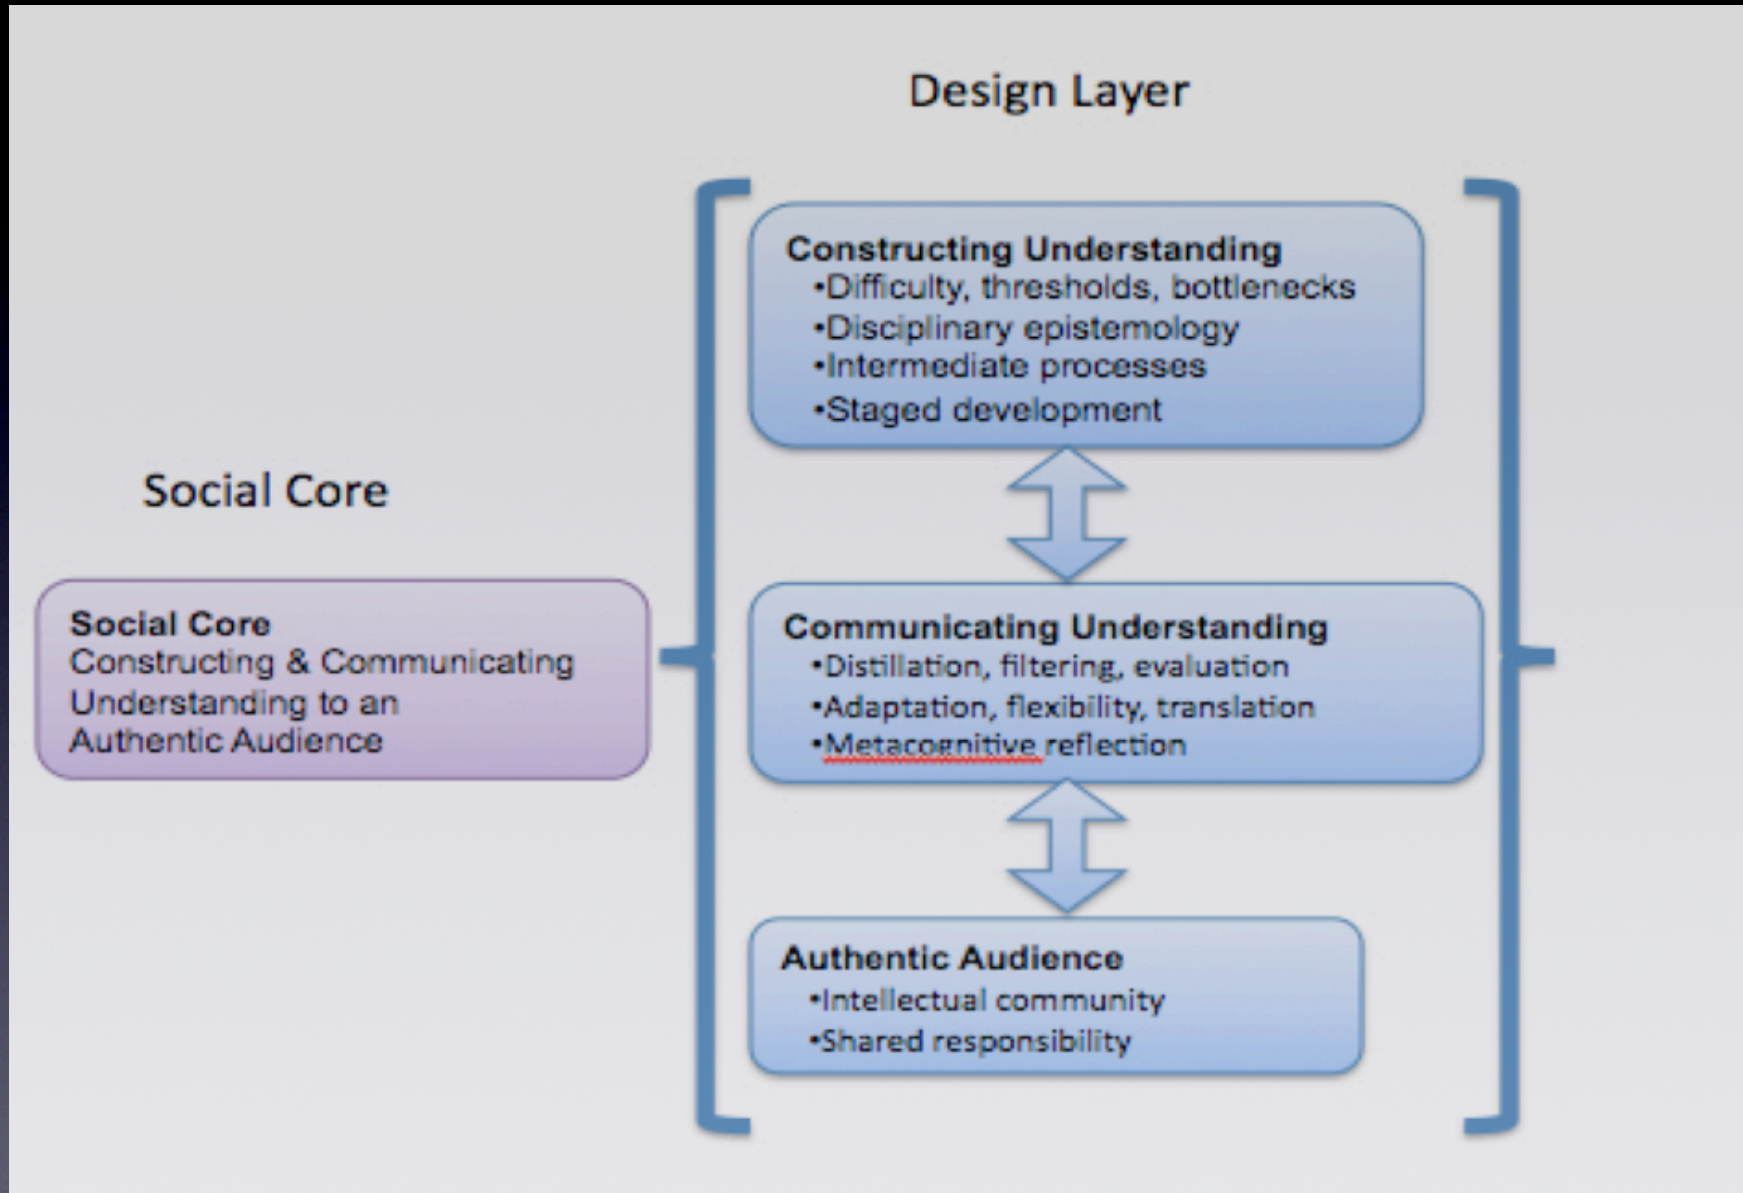 Design Layer
Constructing Understanding
•Difficulty, thresholds, bottlenecks
•Disciplinary epistemology
•Intermediate processes
•Staged development
Social Core
Social Core
Constructing & Communicating
Understanding to an
Authentic Audience
Communicating Understanding
•Distillation, filtering, evaluation
•Adaptation, flexibility, translation
•Metacognitive reflection
Authentic Audience
•Intellectual community
•Shared responsibility